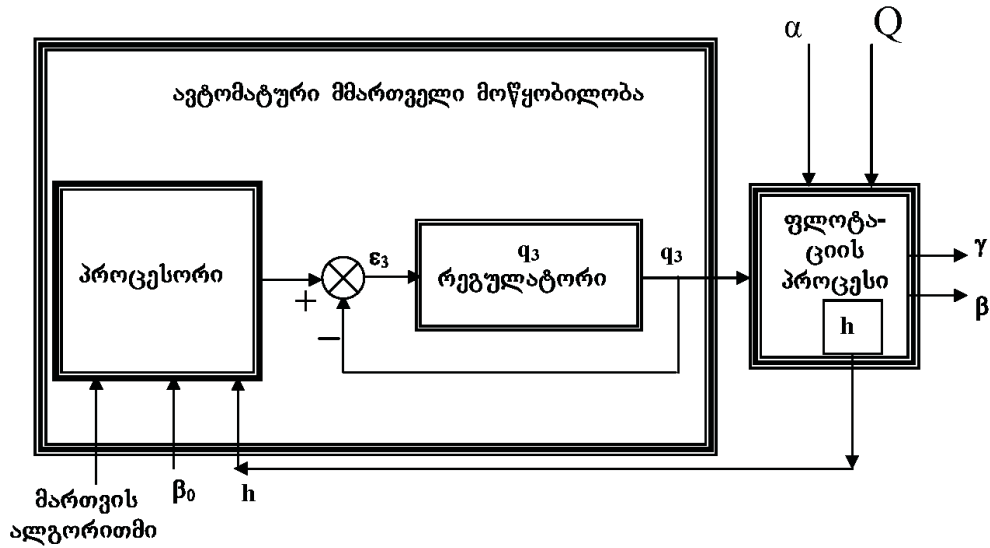 α
Q
ავტომატური მმართველი მოწყობილობა
პროცესორი
+
−
ε₃
q₃
რეგულატორი
q₃
ფლოტა-
ციის
პროცესი
h
γ
β
მართვის
ალგორითმი
β₀
h